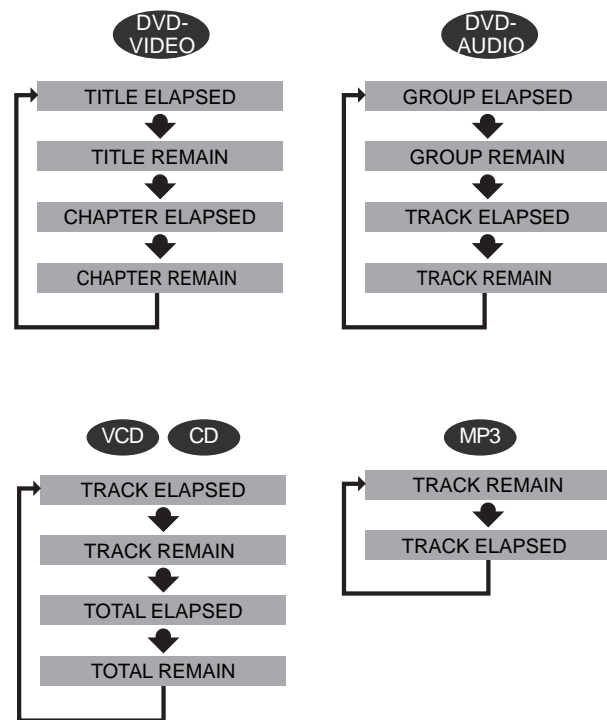 DVD-
VIDEO
TITLE ELAPSED
TITLE REMAIN
CHAPTER ELAPSED
CHAPTER REMAIN
DVD-
AUDIO
GROUP ELAPSED
GROUP REMAIN
TRACK ELAPSED
TRACK REMAIN
VCD CD
TRACK ELAPSED
TRACK REMAIN
TOTAL ELAPSED
TOTAL REMAIN
MP3
TRACK REMAIN
TRACK ELAPSED